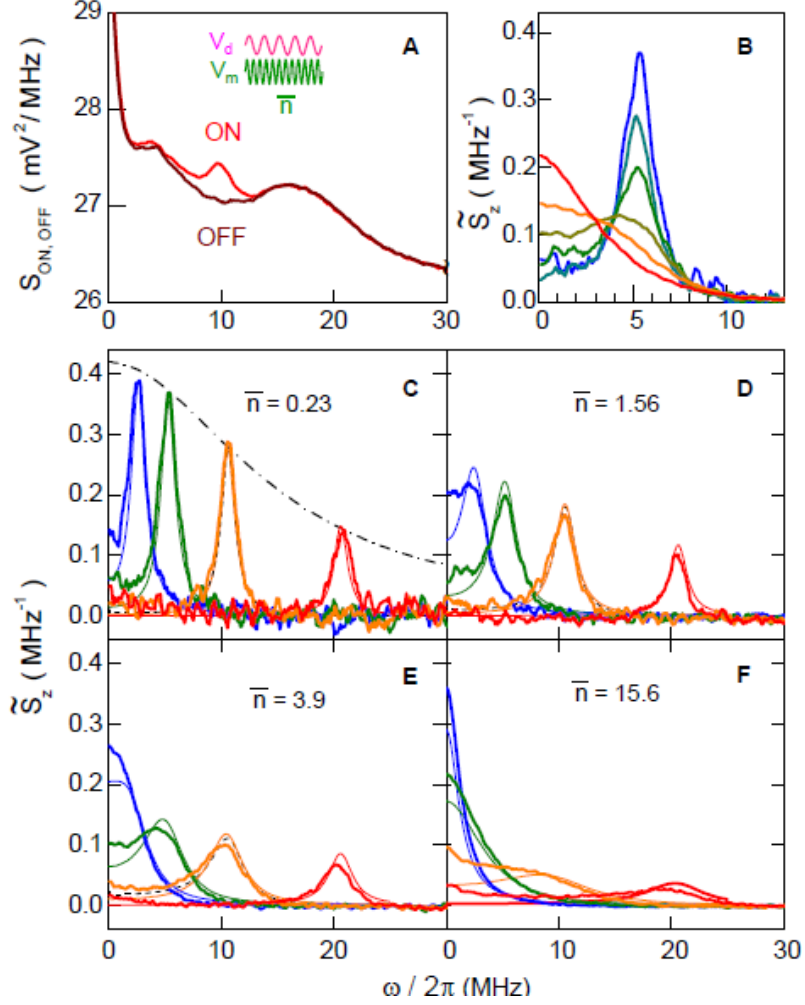 29
28
27
26
S_ON, OFF ( mV²/MHz )
V_d
V_m
n̅
A
ON
OFF
0 10 20 30
0.4
0.3
0.2
0.1
0.0
S̃_z ( MHz⁻¹ )
B
0 5 10
0.4
0.3
0.2
0.1
0.0
n̅ = 0.23
C
n̅ = 1.56
D
S̃_z ( MHz⁻¹ )
0.4
0.3
0.2
0.1
0.0
n̅ = 3.9
E
n̅ = 15.6
F
0 10 20 0 10 20 30
ω / 2π (MHz)